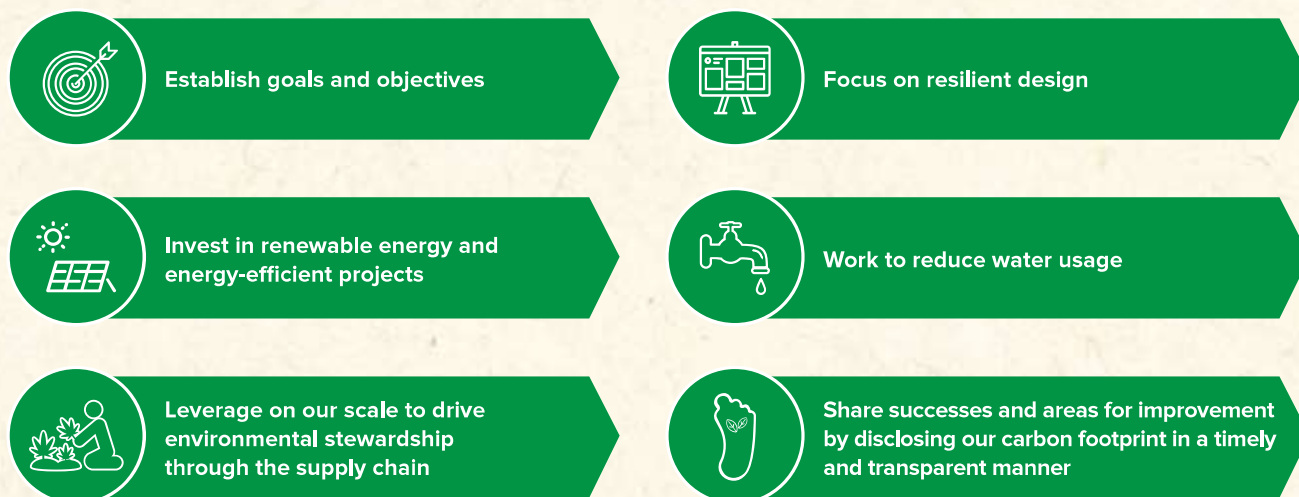 Establish goals and objectives
Focus on resilient design
Invest in renewable energy and
energy-efficient projects
Work to reduce water usage
Leverage on our scale to drive
environmental stewardship
through the supply chain
Share successes and areas for improvement
by disclosing our carbon footprint in a timely
and transparent manner